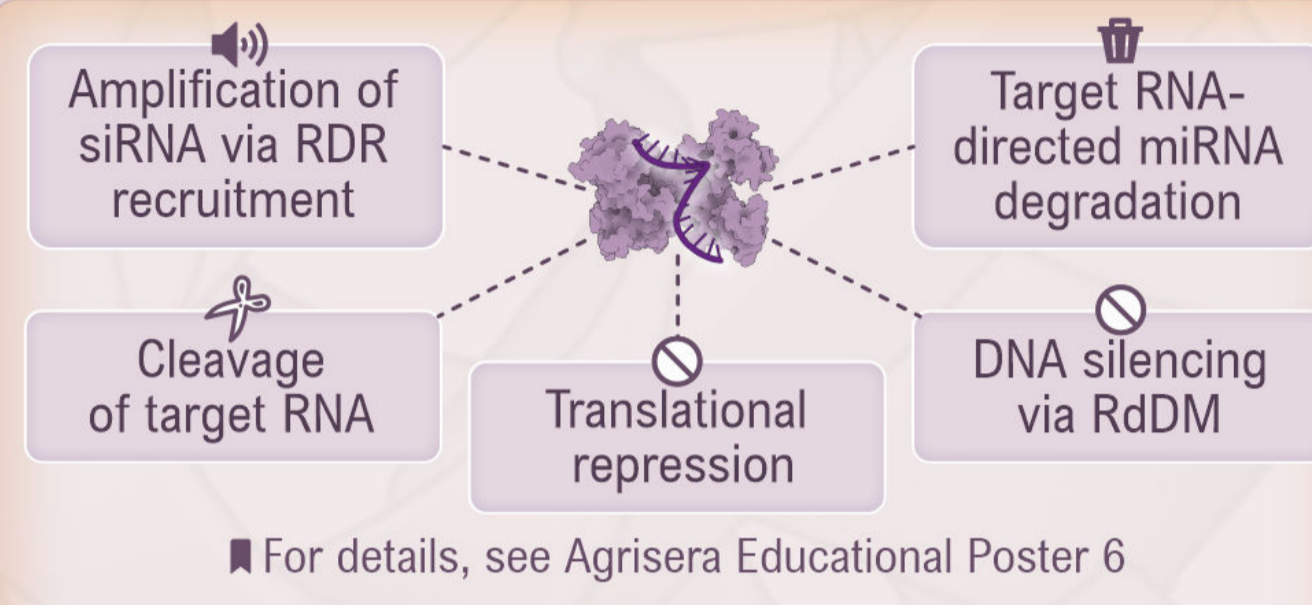 Amplification of
siRNA via RDR
recruitment
Target RNA-
directed miRNA
degradation
Cleavage
of target RNA
Translational
repression
DNA silencing
via RdDM
For details, see Agrisera Educational Poster 6